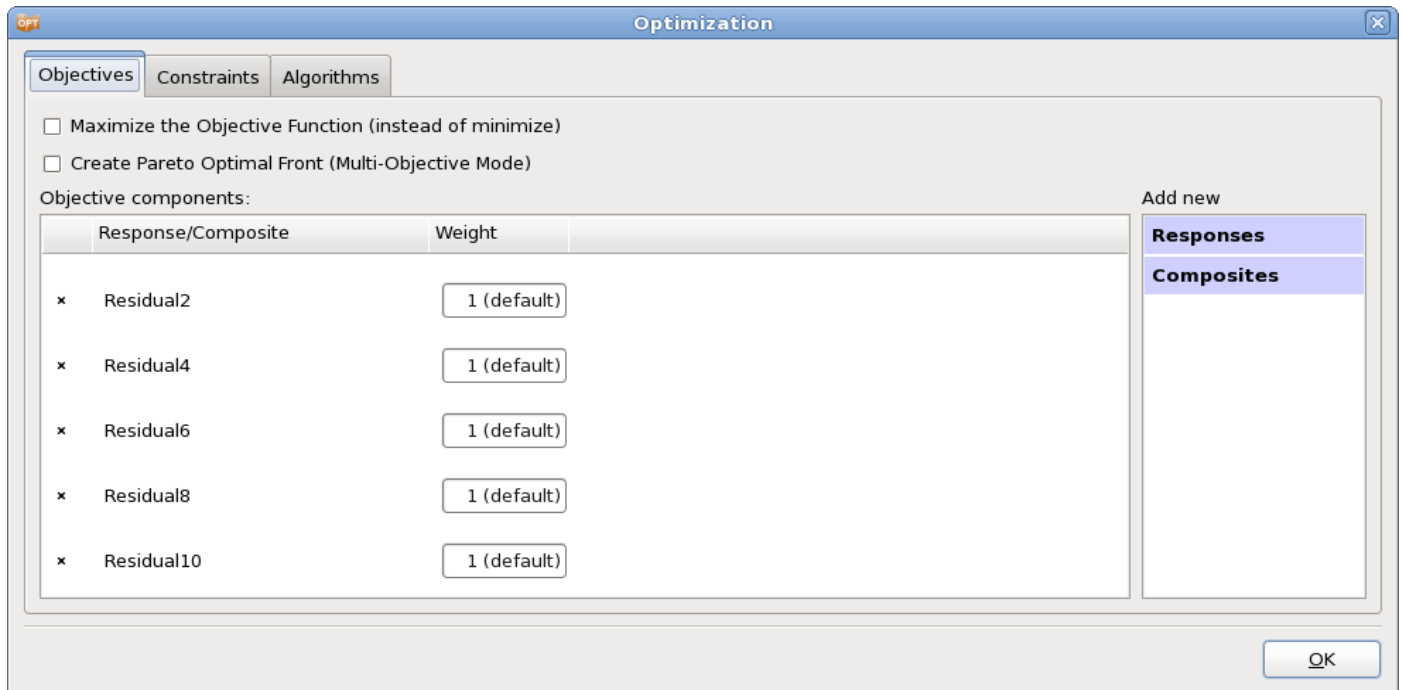 OPT Optimization
Objectives Constraints Algorithms
Maximize the Objective Function (instead of minimize)
Create Pareto Optimal Front (Multi-Objective Mode)
Objective components: Add new
Response/Composite Weight Responses
Composites
× Residual2 1 (default)
× Residual4 1 (default)
× Residual6 1 (default)
× Residual8 1 (default)
× Residual10 1 (default)
OK